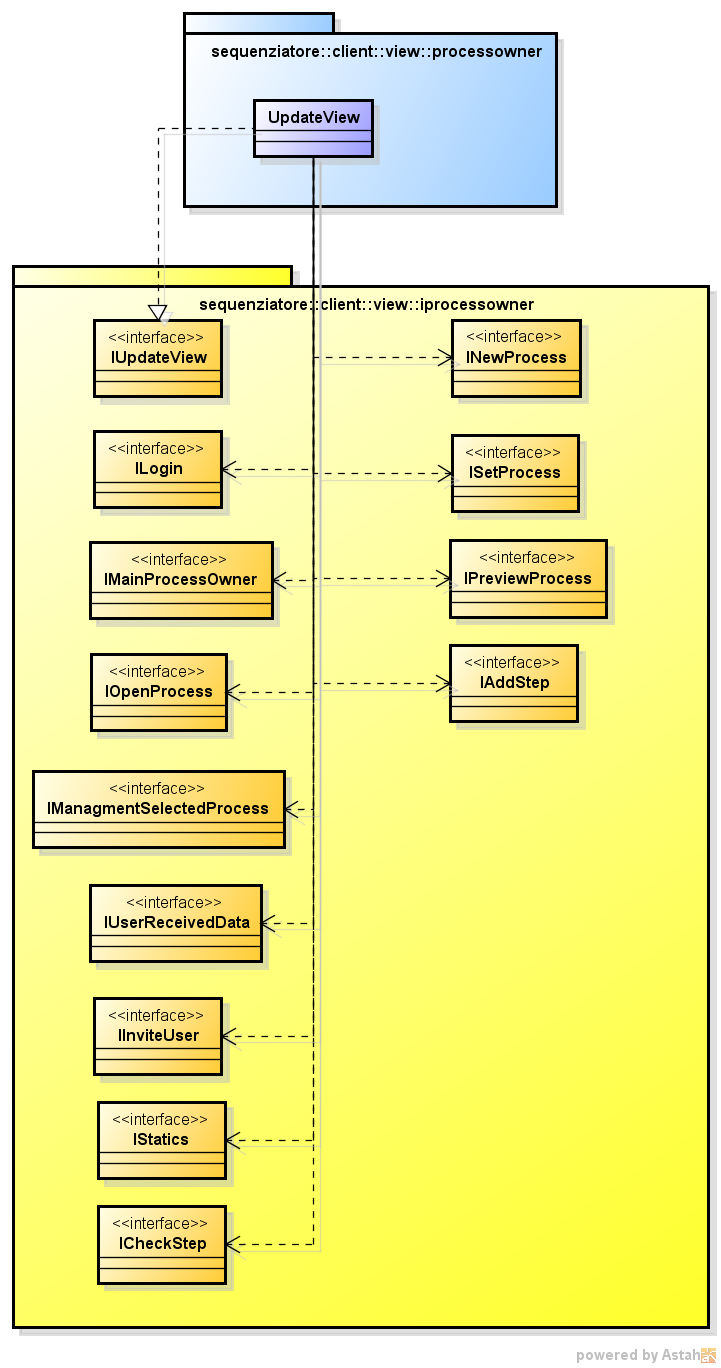 sequenziatore::client::view::processowner
UpdateView
sequenziatore::client::view::iprocessowner
<<interface>>
IUpdateView
<<interface>>
INewProcess
<<interface>>
ILogin
<<interface>>
ISetProcess
<<interface>>
IMainProcessOwner
<<interface>>
IPreviewProcess
<<interface>>
IOpenProcess
<<interface>>
IAddStep
<<interface>>
IManagmentSelectedProcess
<<interface>>
IUserReceivedData
<<interface>>
IInviteUser
<<interface>>
IStatics
<<interface>>
ICheckStep
powered by Astah